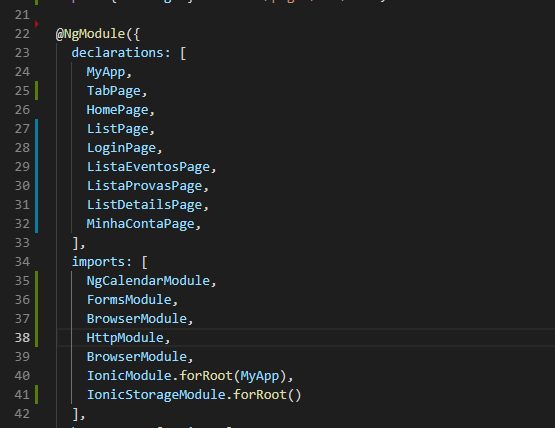 21
22 @NgModule({
23 declarations: [
24 MyApp,
25 TabPage,
26 HomePage,
27 ListPage,
28 LoginPage,
29 ListaEventosPage,
30 ListaProvasPage,
31 ListDetailsPage,
32 MinhaContaPage,
33 ],
34 imports: [
35 NgCalendarModule,
36 FormsModule,
37 BrowserModule,
38 HttpModule,
39 BrowserModule,
40 IonicModule.forRoot(MyApp),
41 IonicStorageModule.forRoot()
42 ],